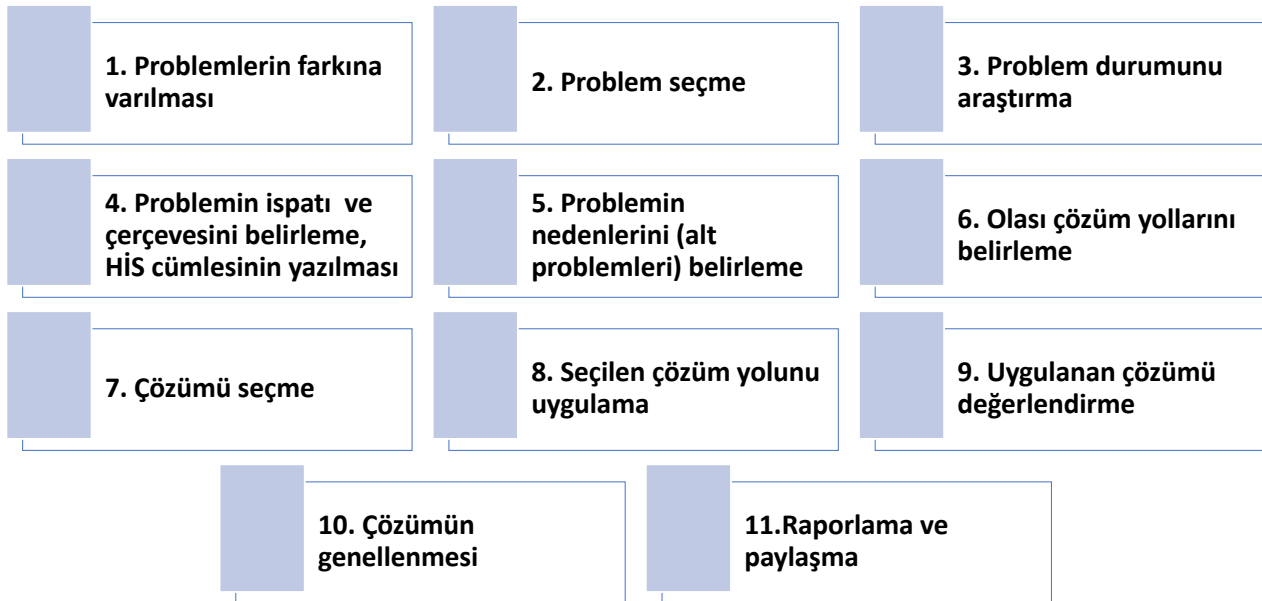 1. Problemlerin farkına
varılması
2. Problem seçme
3. Problem durumunu
araştırma
4. Problemin ispatı  ve
çerçevesini belirleme,
HİS cümlesinin yazılması
5. Problemin
nedenlerini (alt
problemleri) belirleme
6. Olası çözüm yollarını
belirleme
7. Çözümü seçme
8. Seçilen çözüm yolunu
uygulama
9. Uygulanan çözümü
değerlendirme
10. Çözümün
genellenmesi
11.Raporlama ve
paylaşma